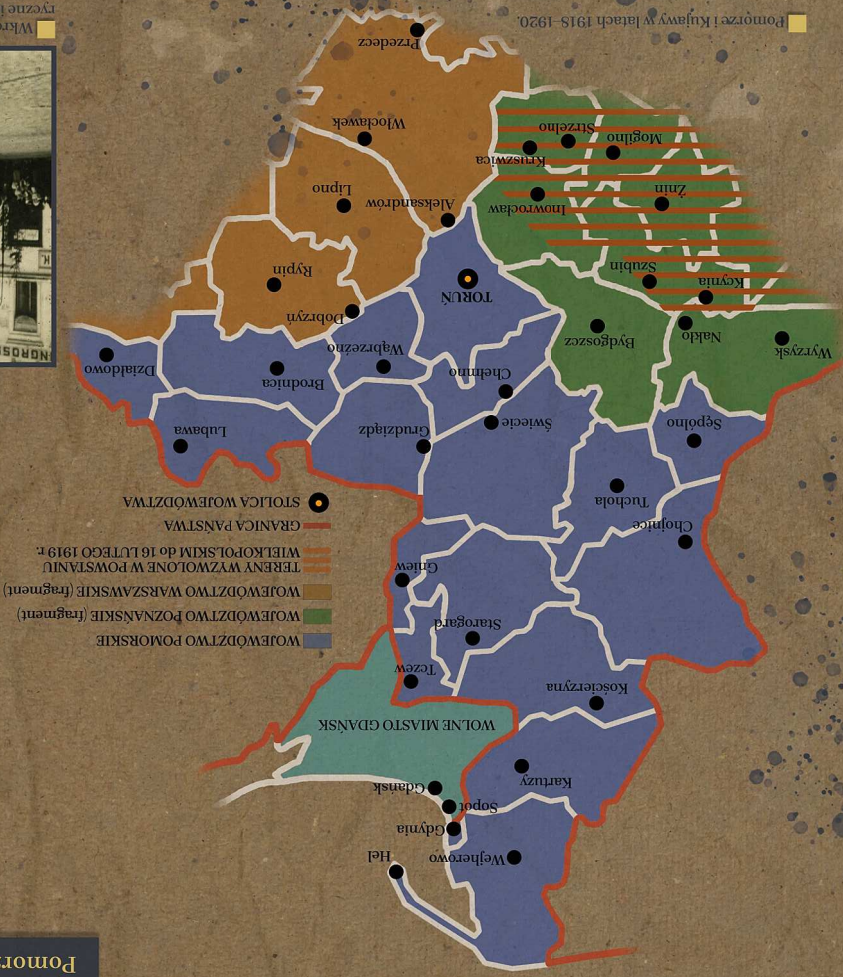 Pomorz
Hel
Wejherowo
Gdynia
Sopot
Gdańsk
Kartuzy
WOLNE MIASTO GDAŃSK
Kościerzyna
Tczew
Starogard
Gniew
Chojnice
Tuchola
Sępólno
Świecie
Grudziądz
Lubawa
Chełmno
Wąbrzeźno
Brodnica
Działdowo
Wyrzysk
Nakło
Bydgoszcz
Kcynia
Szubin
TORUŃ
Dobrzyń
Rypin
Żnin
Inowrocław
Aleksandrów
Lipno
Mogilno
Strzelno
Kruszwica
Włocławek
Przedecz
WOJEWÓDZTWO POMORSKIE
WOJEWÓDZTWO POZNAŃSKIE (fragment)
WOJEWÓDZTWO WARSZAWSKIE (fragment)
TERENY WYZWOLONE W POWSTANIU
WIELKOPOLSKIM do 16 LUTEGO 1919 r.
GRANICA PAŃSTWA
STOLICA WOJEWÓDZTWA
Pomorze i Kujawy w latach 1918-1920.
Wkro
ryczne i